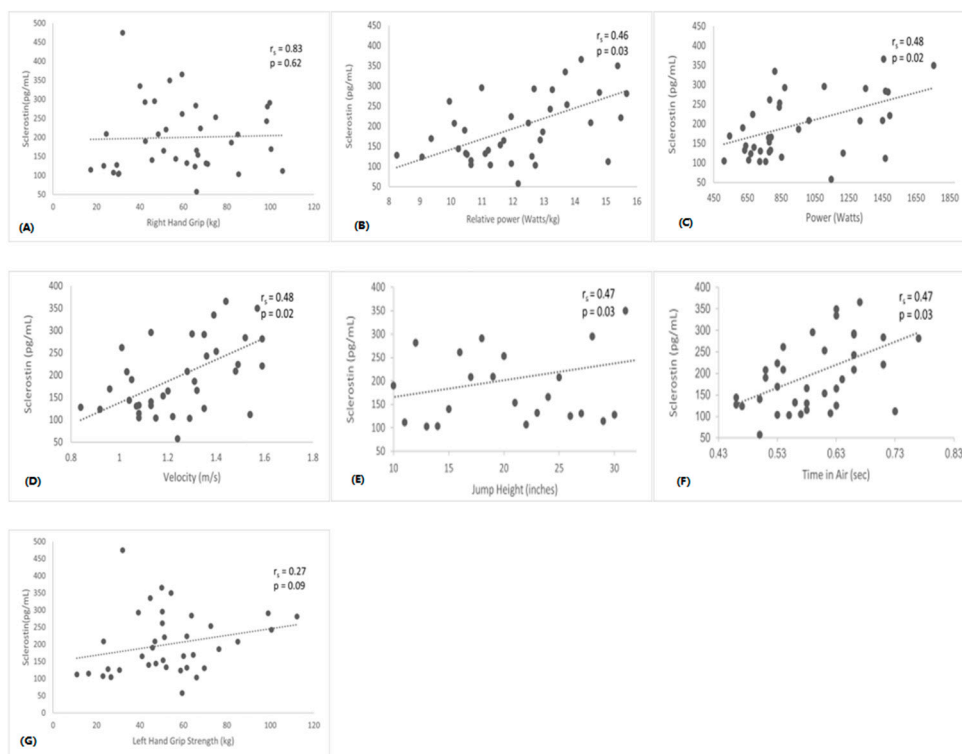 500
450
400
350
300
250
200
150
100
50
Sclerostin(pg/mL)
rs = 0.83
p = 0.62
0 20 40 60 80 100 120
Right Hand Grip (kg)
(A)
450
400
350
300
250
200
150
100
50
Sclerostin (pg/mL)
rs = 0.46
p = 0.03
8 9 10 11 12 13 14 15 16
Relative power (Watts/kg)
(B)
450
400
350
300
250
200
150
100
50
Sclerostin (pg/mL)
rs = 0.48
p = 0.02
450 650 850 1050 1250 1450 1650 1850
Power (Watts)
(C)
400
350
300
250
200
150
100
50
Sclerostin (pg/mL)
rs = 0.48
p = 0.02
0.8 1 1.2 1.4 1.6 1.8
Velocity (m/s)
(D)
400
350
300
250
200
150
100
50
Sclerostin (pg/mL)
rs = 0.47
p = 0.03
10 15 20 25 30
Jump Height (inches)
(E)
400
350
300
250
200
150
100
50
Sclerostin (pg/mL)
rs = 0.47
p = 0.03
0.43 0.53 0.63 0.73 0.83
Time in Air (sec)
(F)
500
450
400
350
300
250
200
150
100
50
0
Sclerostin(pg/mL)
rs = 0.27
p = 0.09
0 20 40 60 80 100 120
Left Hand Grip Strength (kg)
(G)